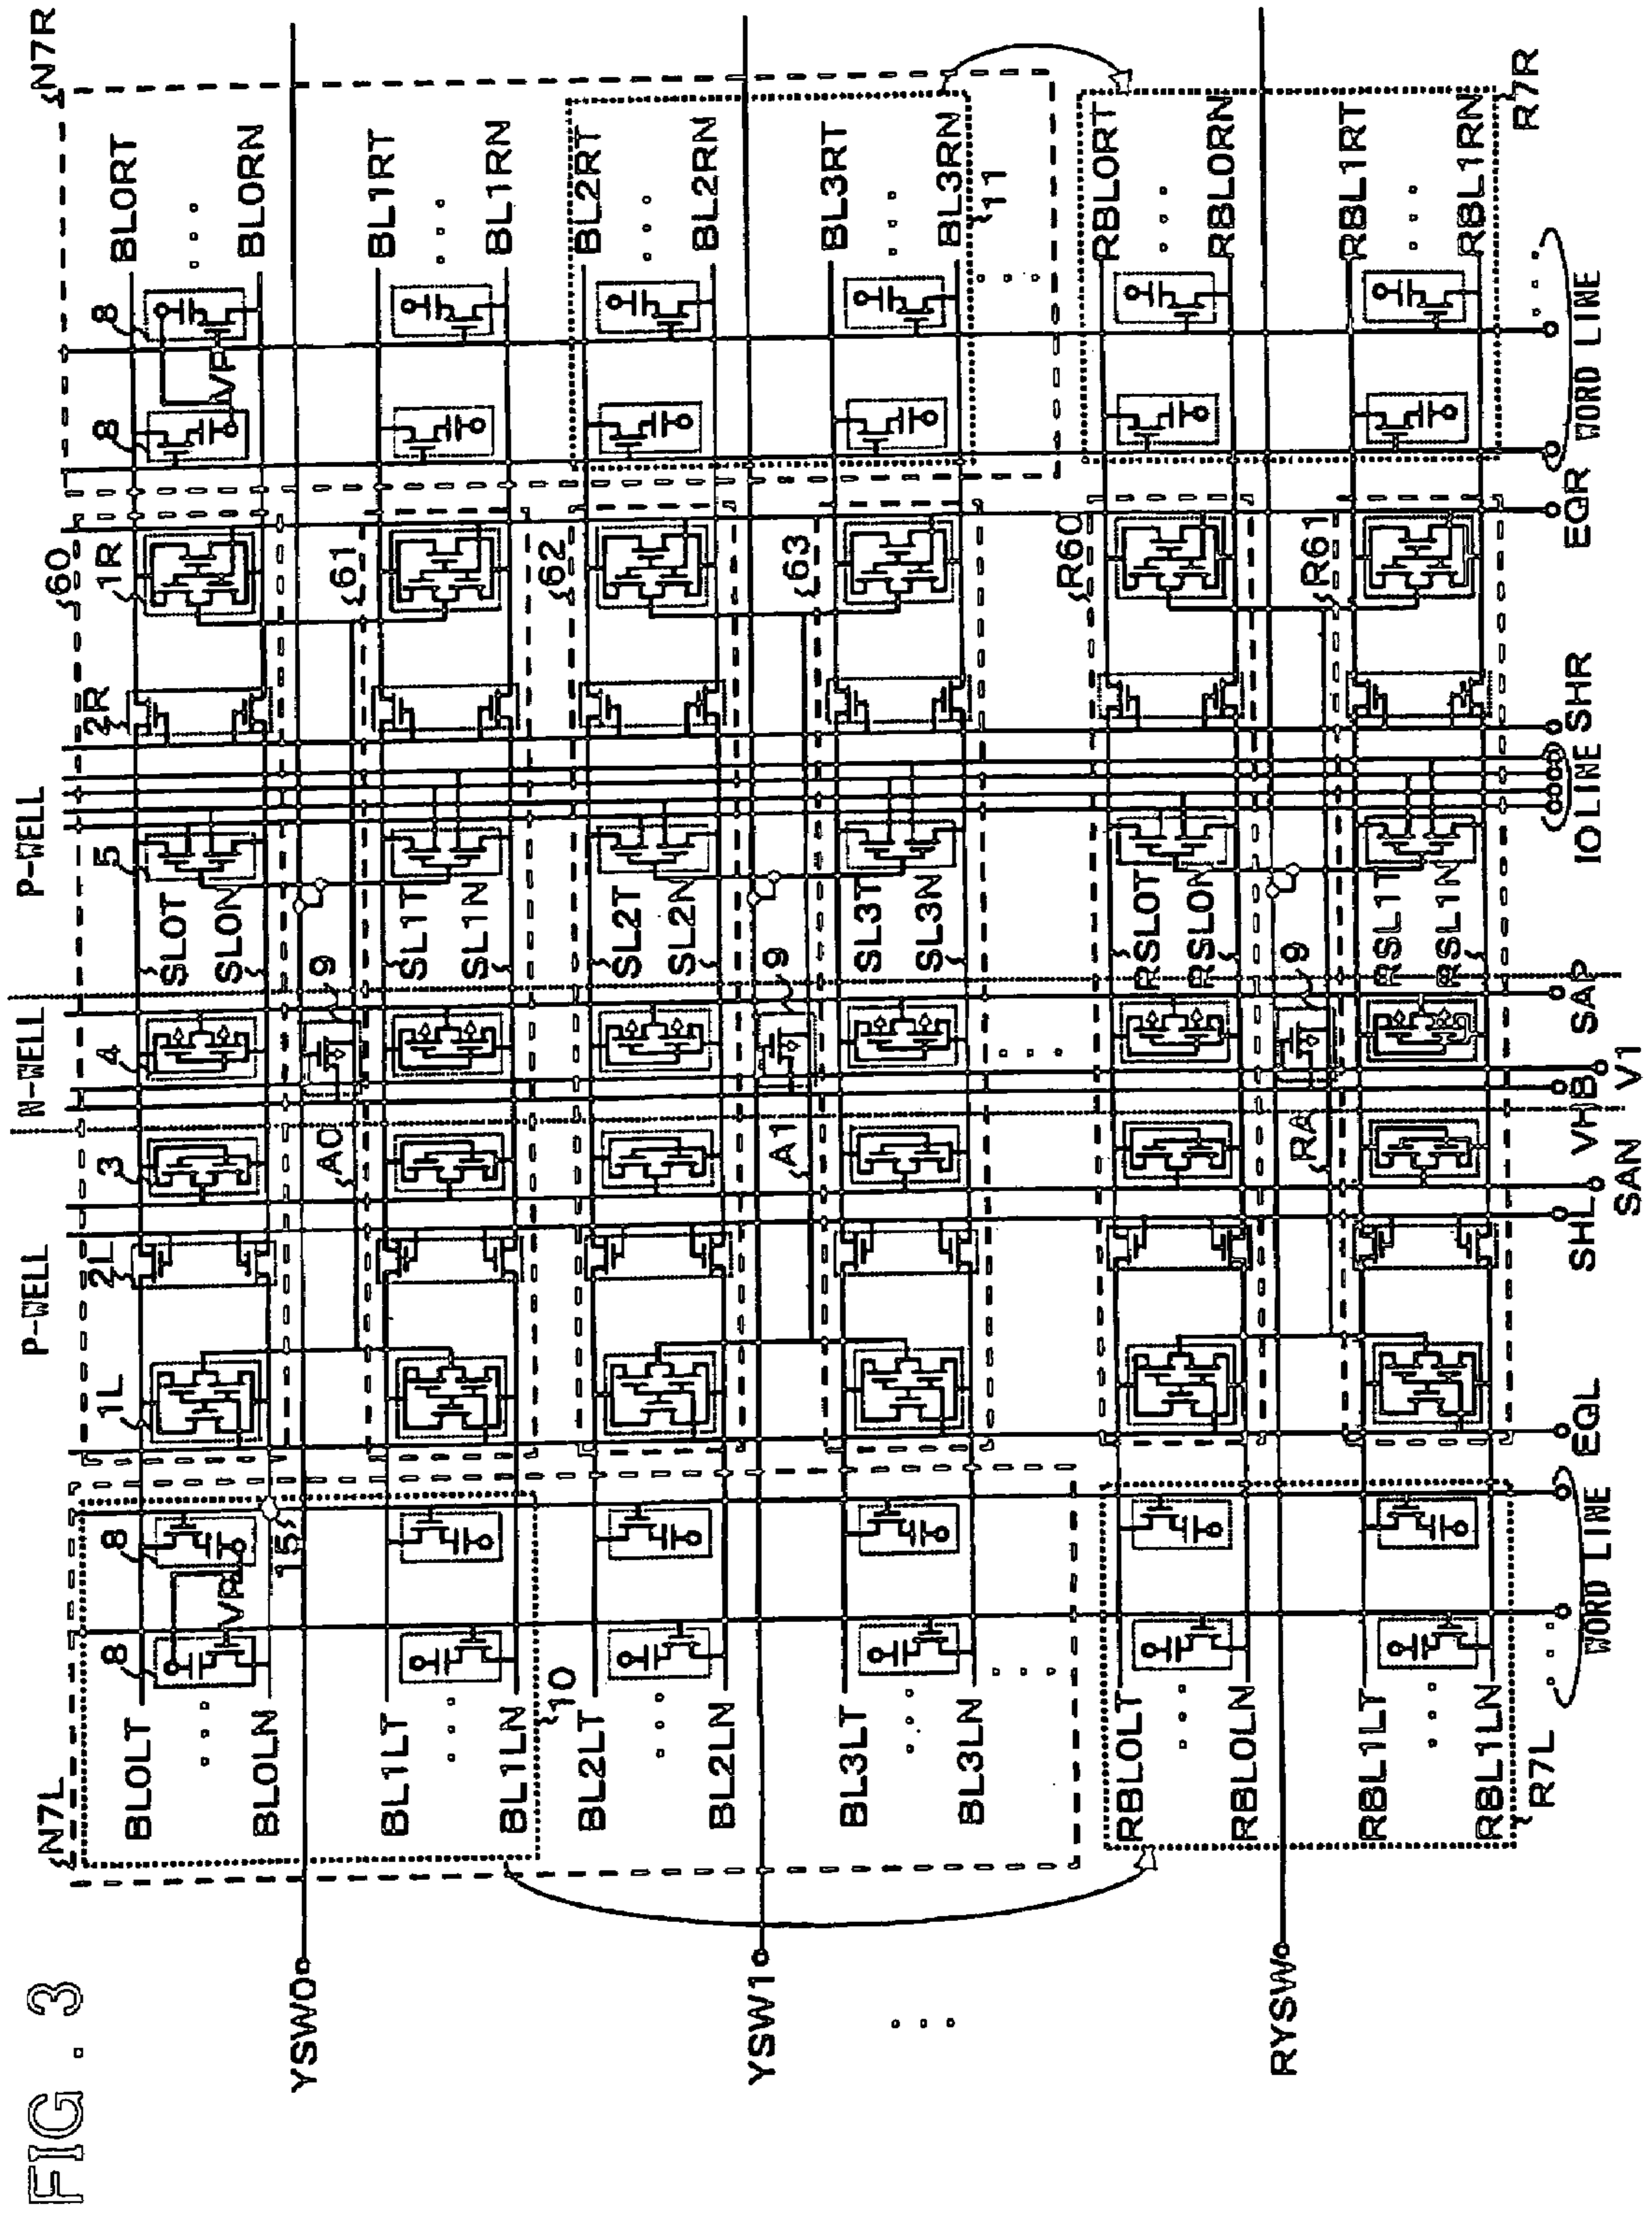 FIG. 3
N7L
P-WELL
N-WELL
P-WELL
N7R
8
8
1L
2L
3
4
5
2R
1R
60
8
8
BL0LT
VP
SL0T
VP
BL0RT
BL0LN
15
SL0N
BL0RN
YSW0
A0
9
61
BL1LT
SL1T
BL1RT
BL1LN
SL1N
BL1RN
10
62
BL2LT
SL2T
BL2RT
BL2LN
SL2N
BL2RN
YSW1
A1
9
63
BL3LT
SL3T
BL3RT
BL3LN
SL3N
BL3RN
11
R60
RBL0LT
RSL0T
RBL0RT
RBL0LN
RSL0N
RBL0RN
RYSW
RA
9
R61
RBL1LT
RSL1T
RBL1RT
RBL1LN
RSL1N
RBL1RN
R7L
R7R
WORD LINE
EQL
SHL
VHB
SAP
IOLINE
SHR
EQR
WORD LINE
SAN
V1